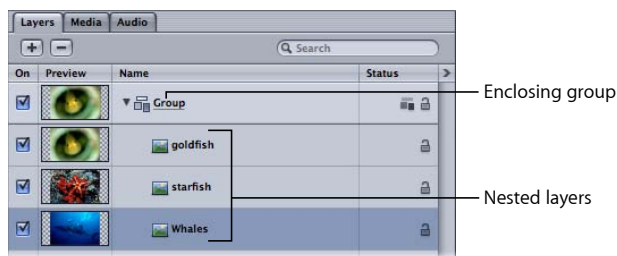 Layers Media Audio
+ − Search
On Preview Name Status >
Group
Enclosing group
goldfish
starfish
Nested layers
Whales